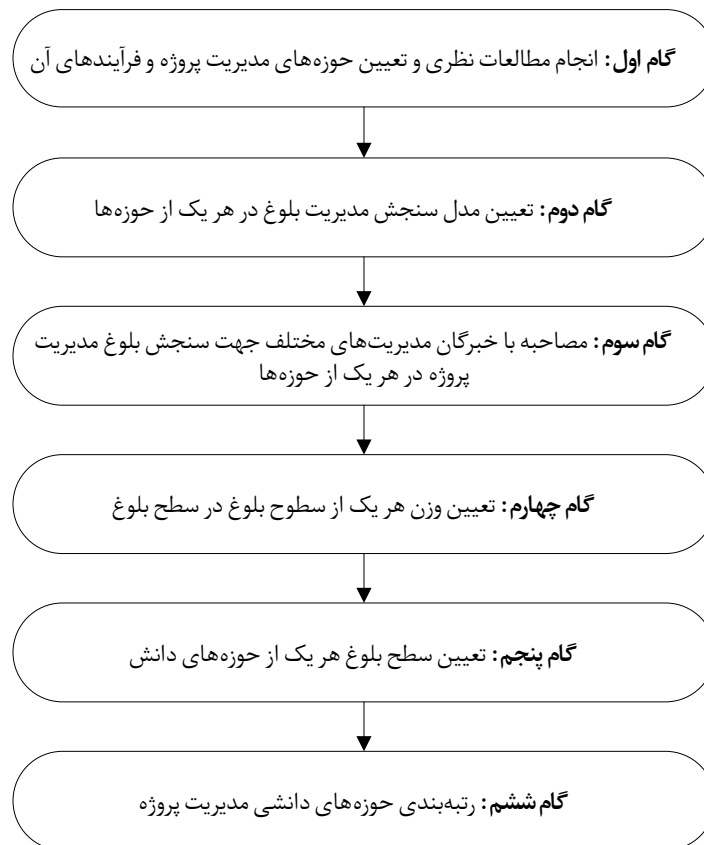 گام اول: انجام مطالعات نظری و تعیین حوزه‌های مدیریت پروژه و فرآیندهای آن
گام دوم: تعیین مدل سنجش مدیریت بلوغ در هر یک از حوزه‌ها
گام سوم: مصاحبه با خبرگان مدیریت‌های مختلف جهت سنجش بلوغ مدیریت
پروژه در هر یک از حوزه‌ها
گام چهارم: تعیین وزن هر یک از سطوح بلوغ در سطح بلوغ
گام پنجم: تعیین سطح بلوغ هر یک از حوزه‌های دانش
گام ششم: رتبه‌بندی حوزه‌های دانشی مدیریت پروژه